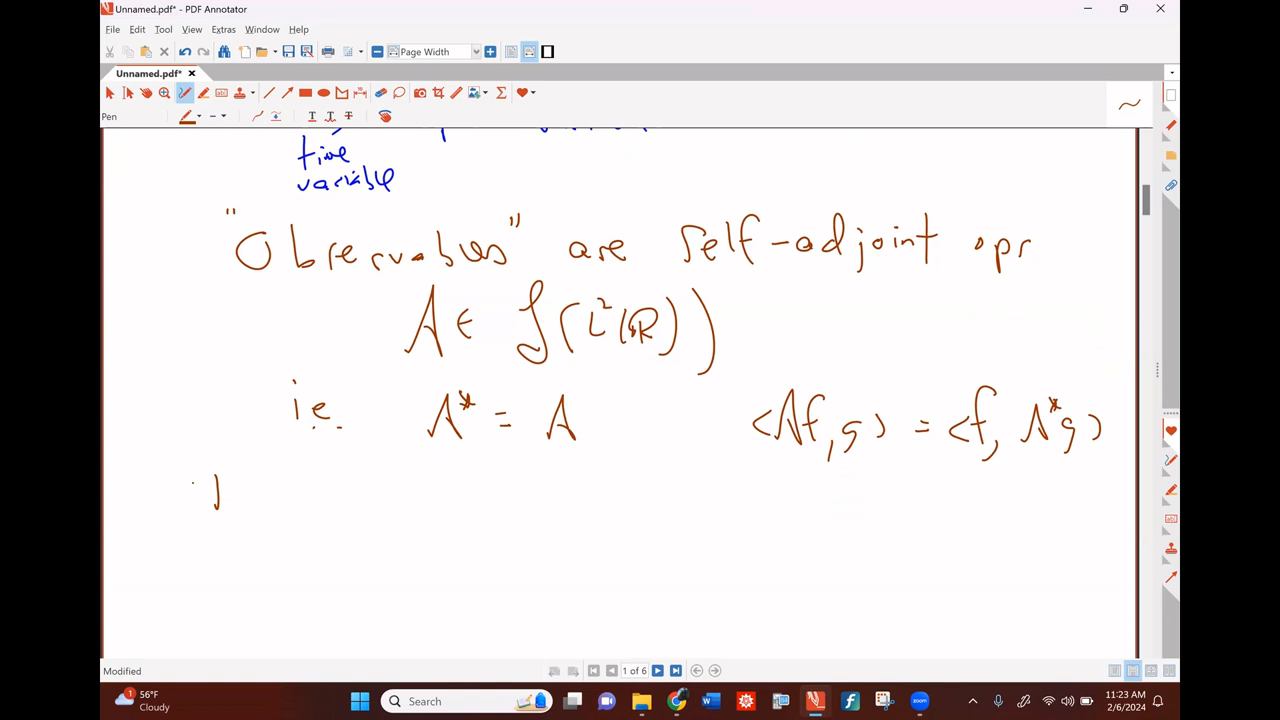 Unnamed.pdf* - PDF Annotator
File Edit Tool View Extras Window Help
Page Width
Unnamed.pdf*
Pen
time
variable
"Observables" are self-adjoint opr
A ∈ L(L²(R))
i.e. A* = A <Af, g> = <f, A*g>
Modified
1 of 6
1
56°F
Cloudy
Search
zoom
11:23 AM
2/6/2024